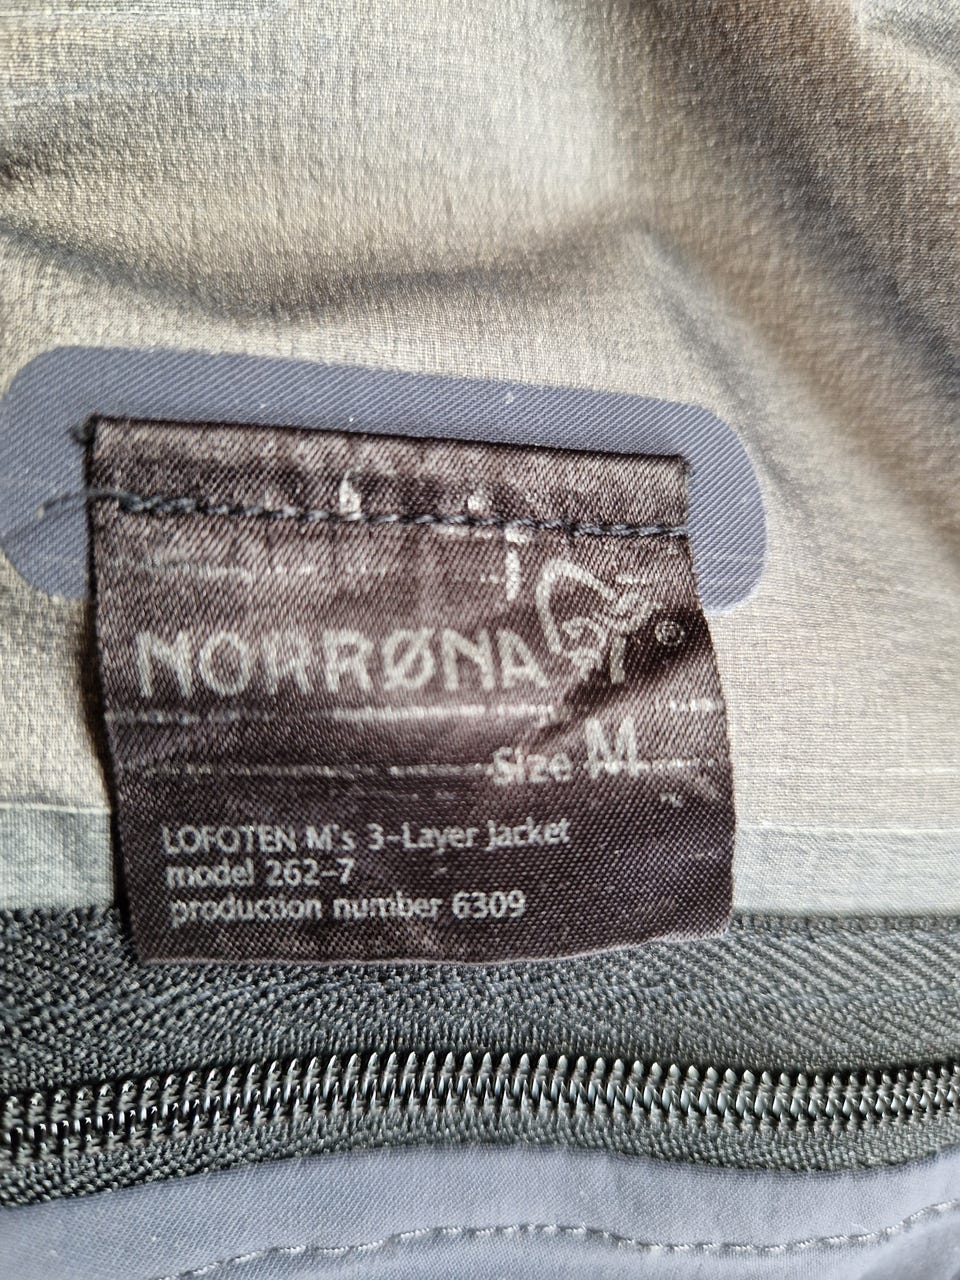 NORRØNA ®
Size M
LOFOTEN M's 3-Layer Jacket
model 262-7
production number 6309